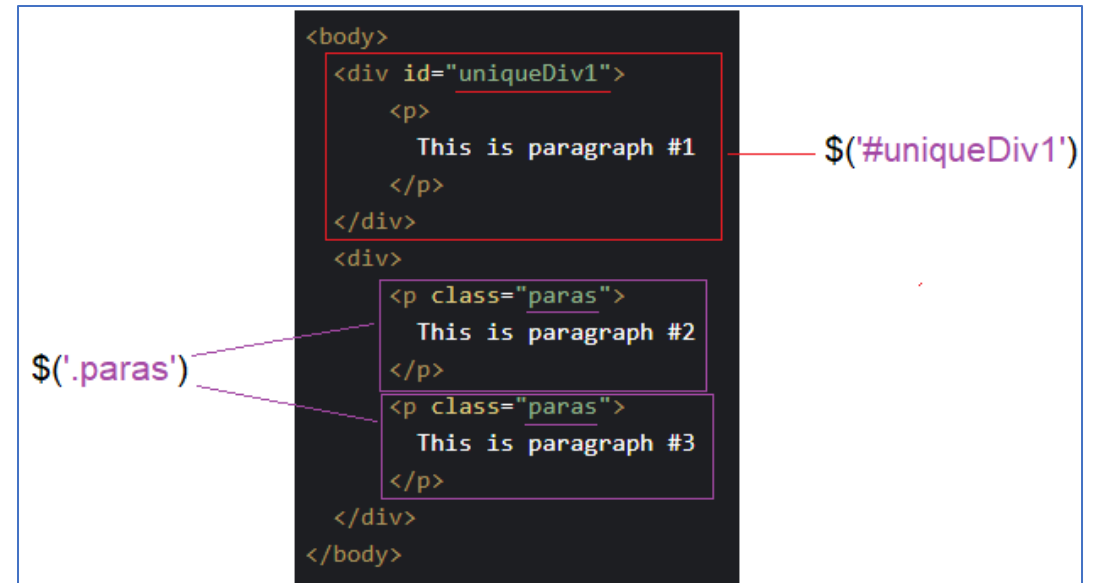 <body>
<div id="uniqueDiv1">
<p>
This is paragraph #1
</p>
</div>
<div>
<p class="paras">
This is paragraph #2
</p>
<p class="paras">
This is paragraph #3
</p>
</div>
</body>
$('#uniqueDiv1')
$('.paras')